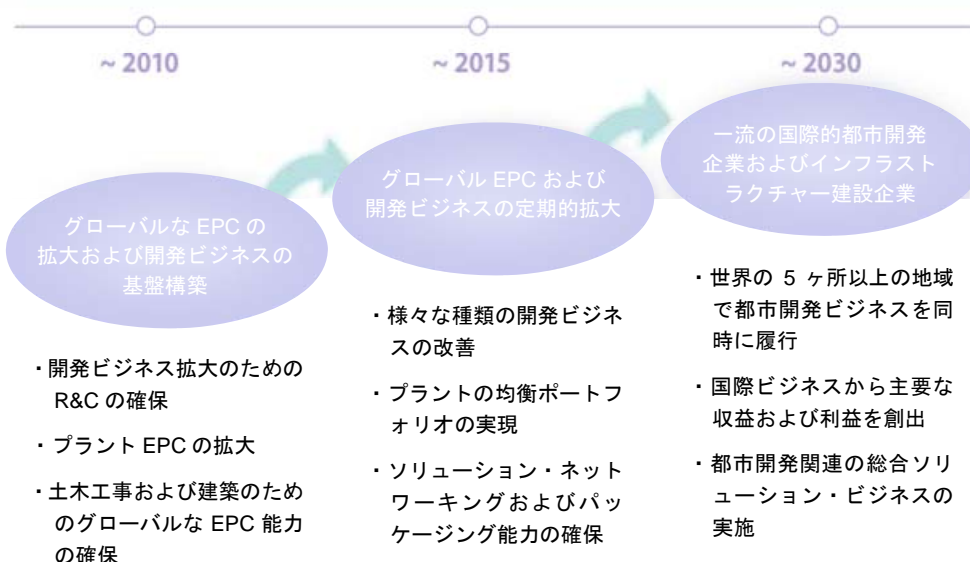 ~ 2010
~ 2015
~ 2030
グローバルな EPC の
拡大および開発ビジネスの
基盤構築
・開発ビジネス拡大のための
R&C の確保
・プラント EPC の拡大
・土木工事および建築のため
のグローバルな EPC 能力
の確保
グローバル EPC および
開発ビジネスの定期的拡大
・様々な種類の開発ビジネ
スの改善
・プラントの均衡ポートフ
ォリオの実現
・ソリューション・ネット
ワーキングおよびパッ
ケージング能力の確保
一流の国際的都市開発
企業およびインフラスト
ラクチャー建設企業
・世界の 5 ヶ所以上の地域
で都市開発ビジネスを同
時に履行
・国際ビジネスから主要な
収益および利益を創出
・都市開発関連の総合ソリ
ューション・ビジネスの
実施